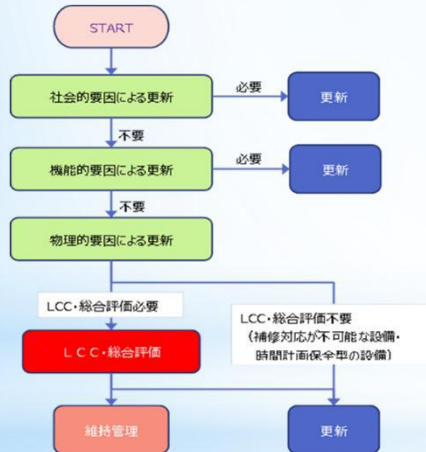 START
社会的要因による更新
必要
更新
不要
機能的要因による更新
必要
更新
不要
物理的要因による更新
LCC・総合評価必要
LCC・総合評価不要
（補修対応が不可能な設備・
時間計画保全型の設備）
ＬＣＣ・総合評価
維持管理
更新